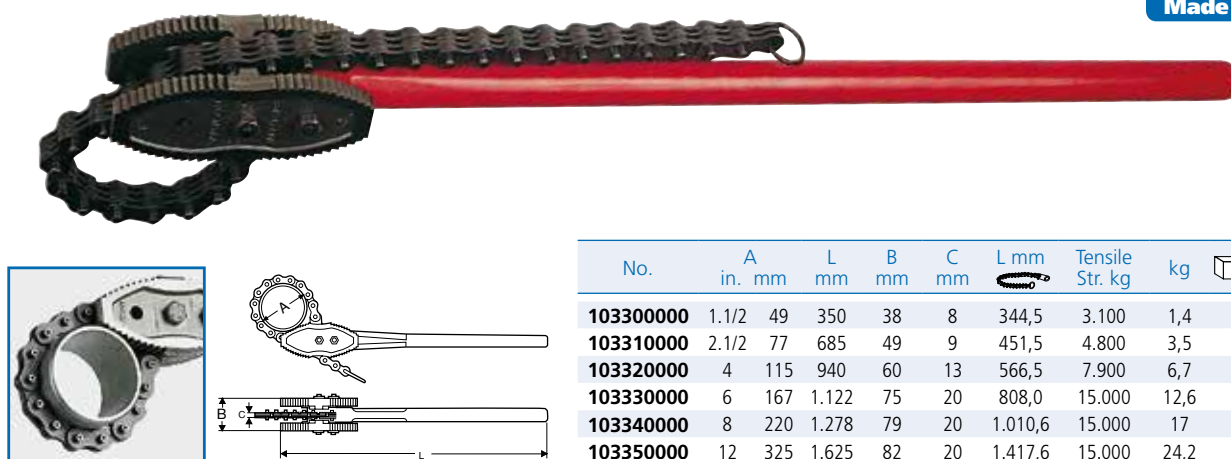 Made
A
B
C
L
No. A L B C L mm Tensile kg
in. mm mm mm mm Str. kg
103300000 1.1/2 49 350 38 8 344,5 3.100 1,4
103310000 2.1/2 77 685 49 9 451,5 4.800 3,5
103320000 4 115 940 60 13 566,5 7.900 6,7
103330000 6 167 1.122 75 20 808,0 15.000 12,6
103340000 8 220 1.278 79 20 1.010,6 15.000 17
103350000 12 325 1.625 82 20 1.417,6 15.000 24,2